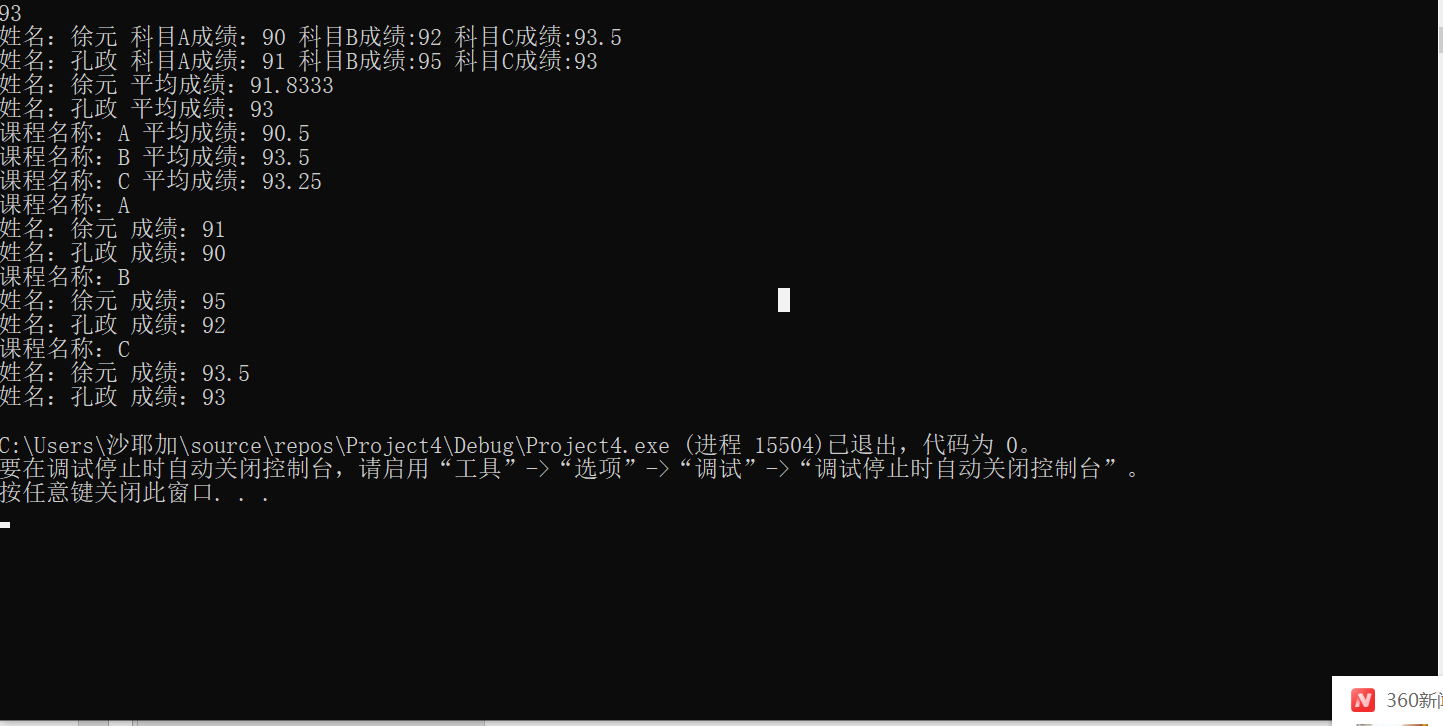 93
姓名：徐元 科目A成绩：90 科目B成绩:92 科目C成绩:93.5
姓名：孔政 科目A成绩：91 科目B成绩:95 科目C成绩:93
姓名：徐元 平均成绩：91.8333
姓名：孔政 平均成绩：93
课程名称：A 平均成绩：90.5
课程名称：B 平均成绩：93.5
课程名称：C 平均成绩：93.25
课程名称：A
姓名：徐元 成绩：91
姓名：孔政 成绩：90
课程名称：B
姓名：徐元 成绩：95
姓名：孔政 成绩：92
课程名称：C
姓名：徐元 成绩：93.5
姓名：孔政 成绩：93
C:\Users\沙耶加\source\repos\Project4\Debug\Project4.exe (进程 15504)已退出，代码为 0。
要在调试停止时自动关闭控制台，请启用“工具”->“选项”->“调试”->“调试停止时自动关闭控制台”。
按任意键关闭此窗口. . .
N 360新